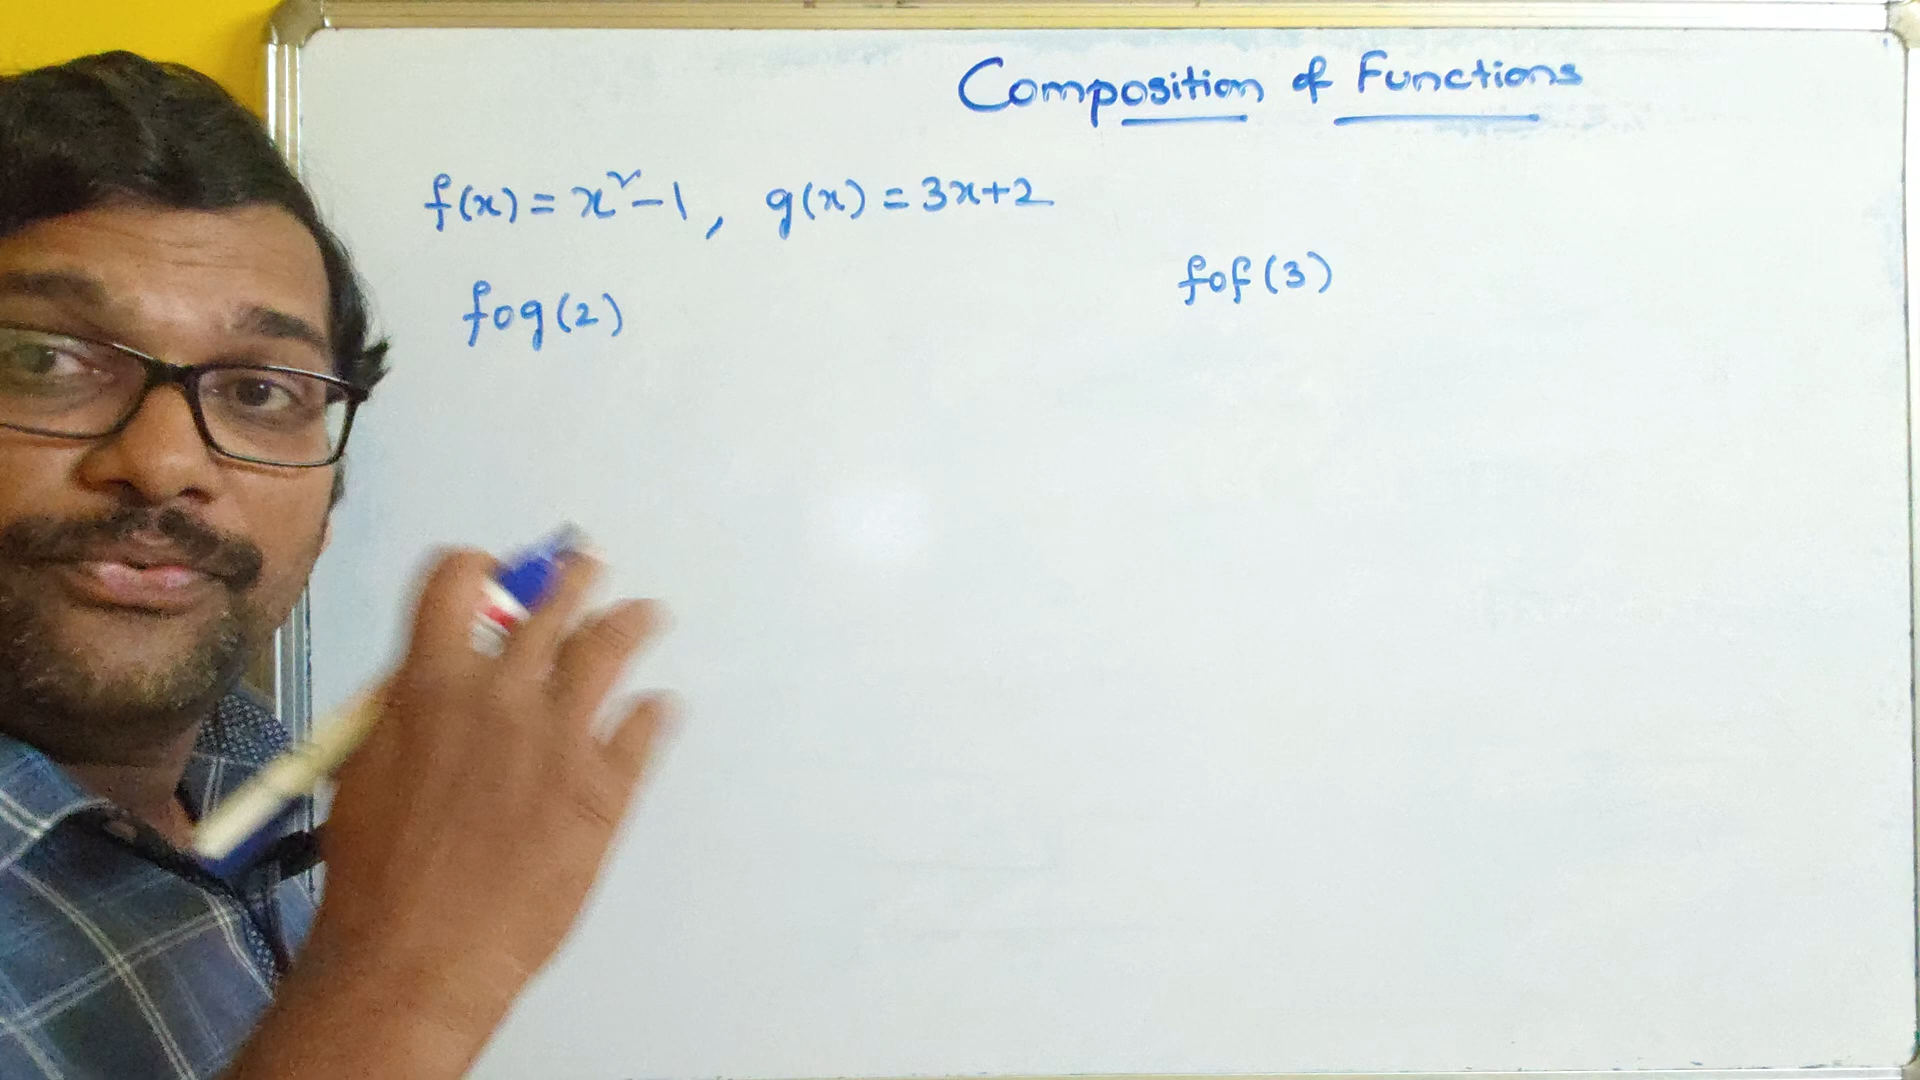 Composition of Functions
f(x) = x² - 1, g(x) = 3x + 2
fog(2)
fof(3)